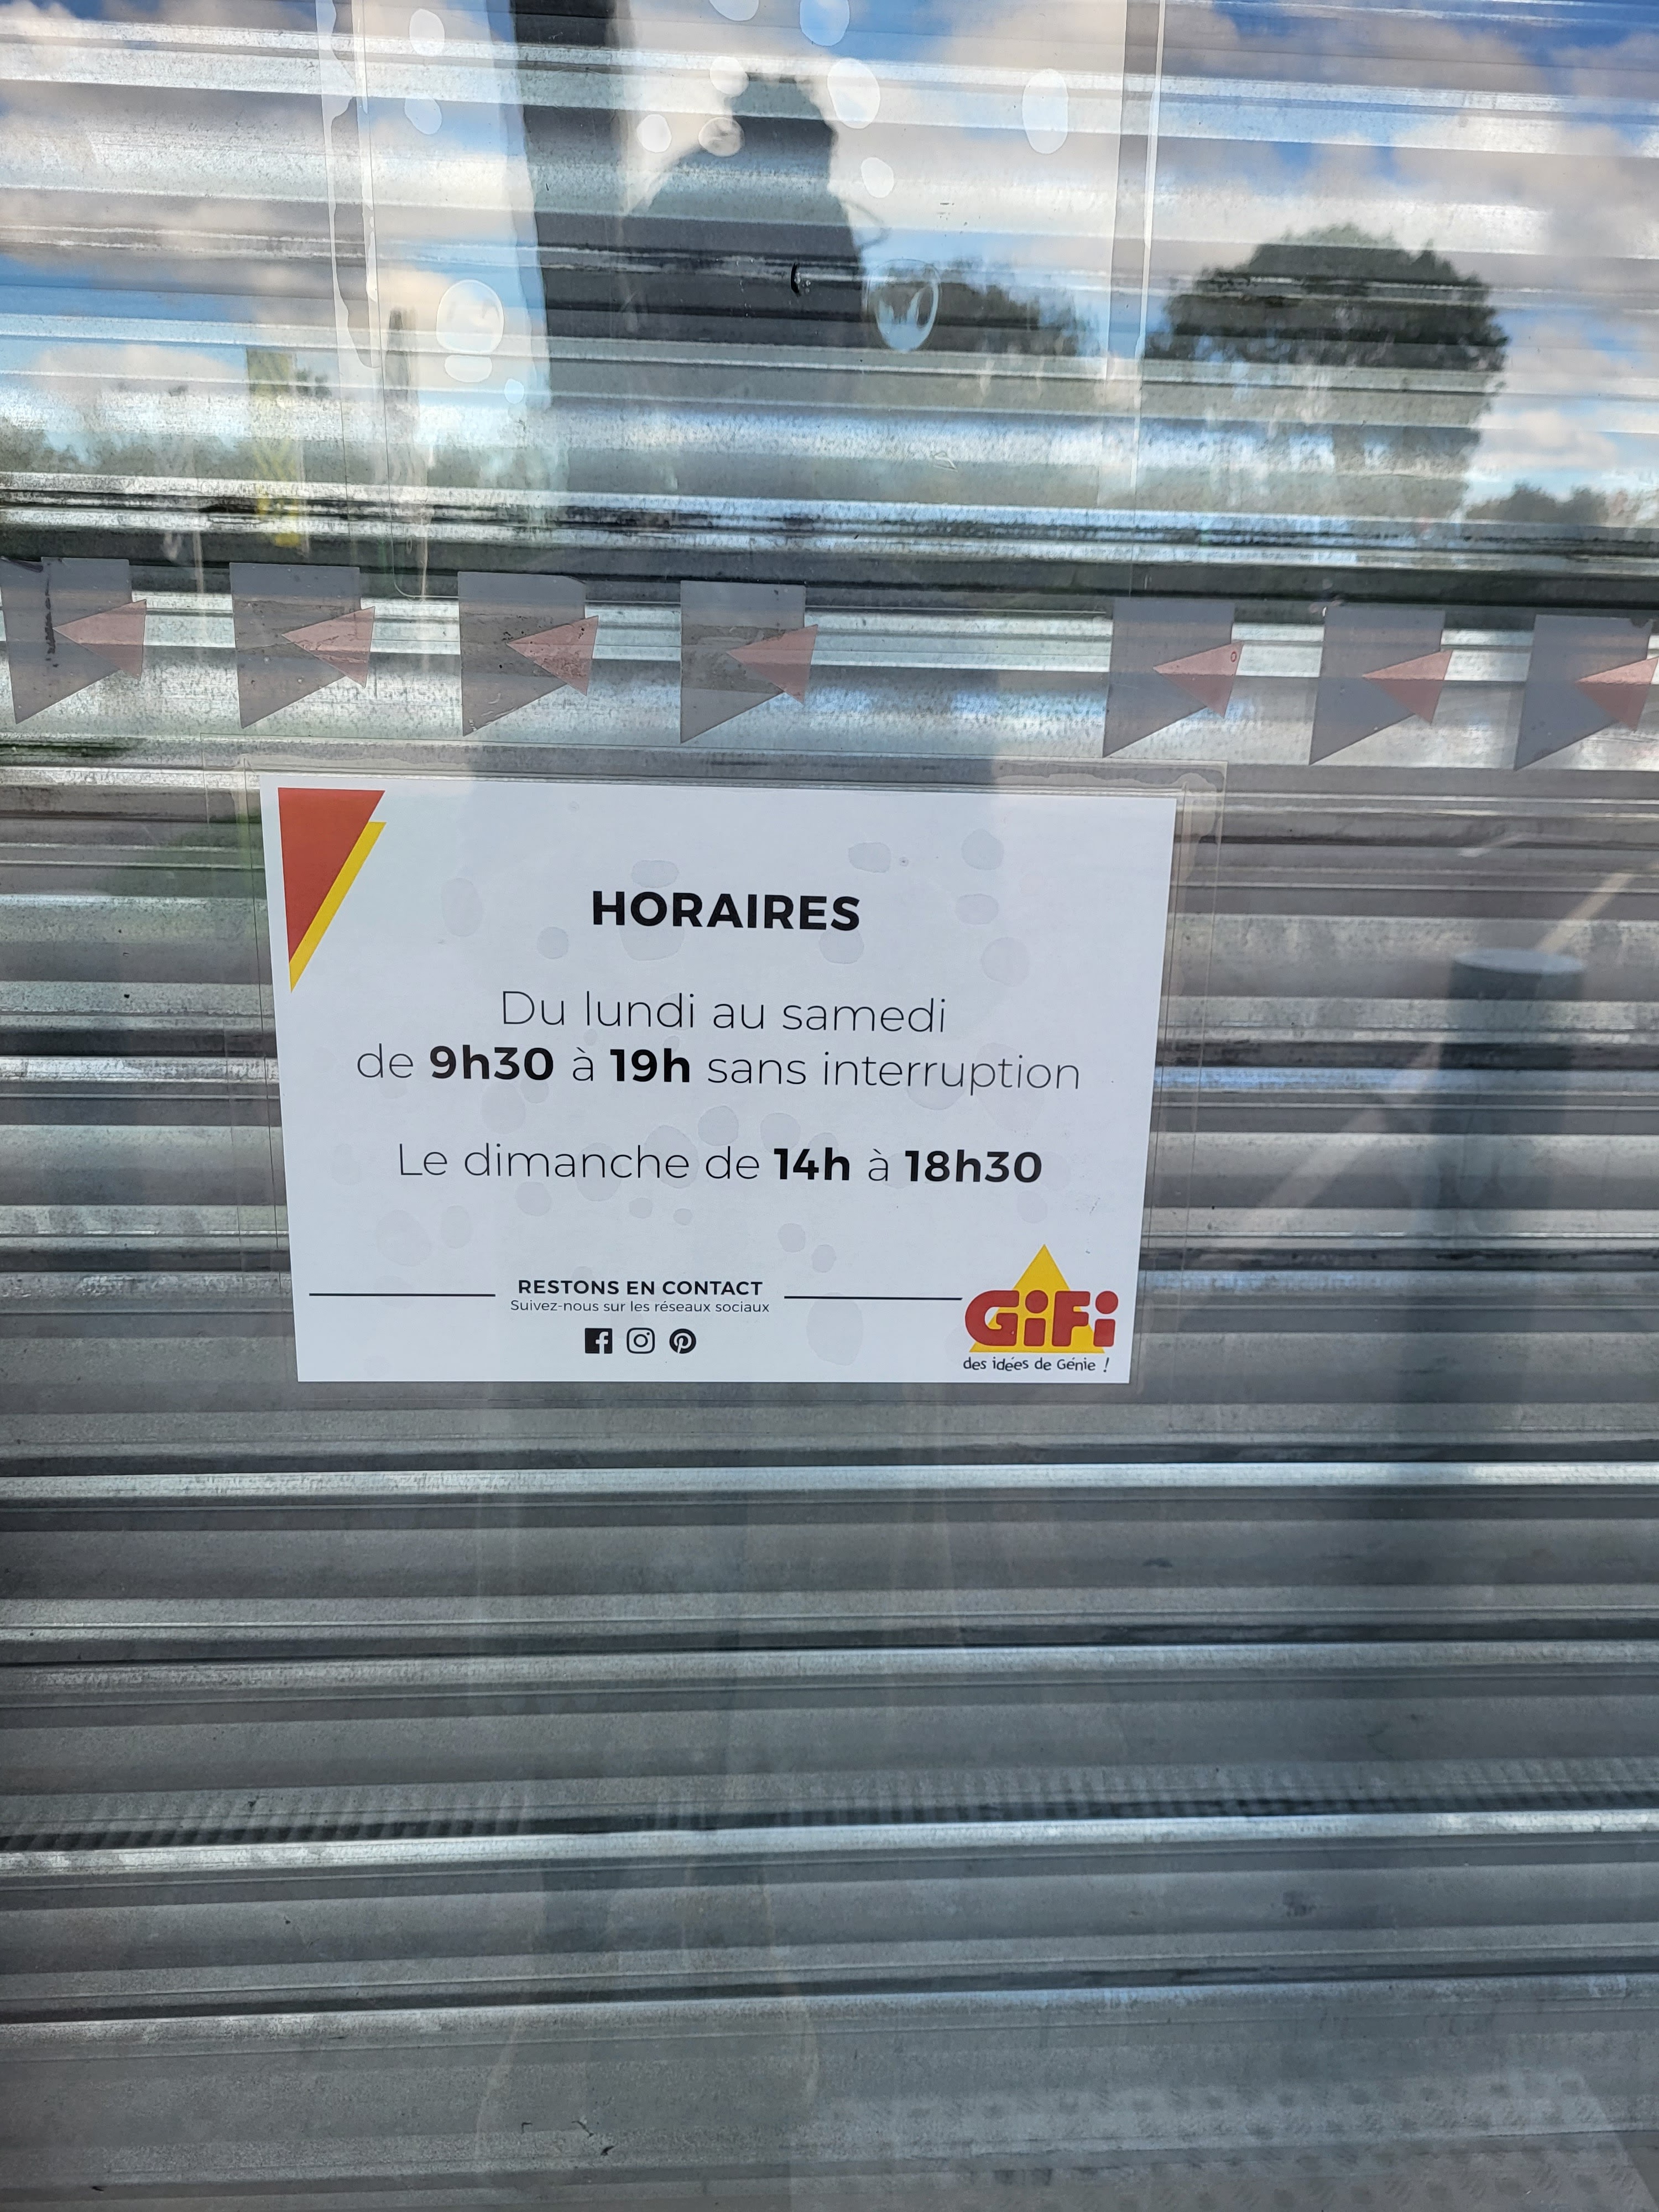 HORAIRES
Du lundi au samedi
de 9h30 à 19h sans interruption
Le dimanche de 14h à 18h30
RESTONS EN CONTACT
Suivez-nous sur les réseaux sociaux
GiFi
des idées de Génie !